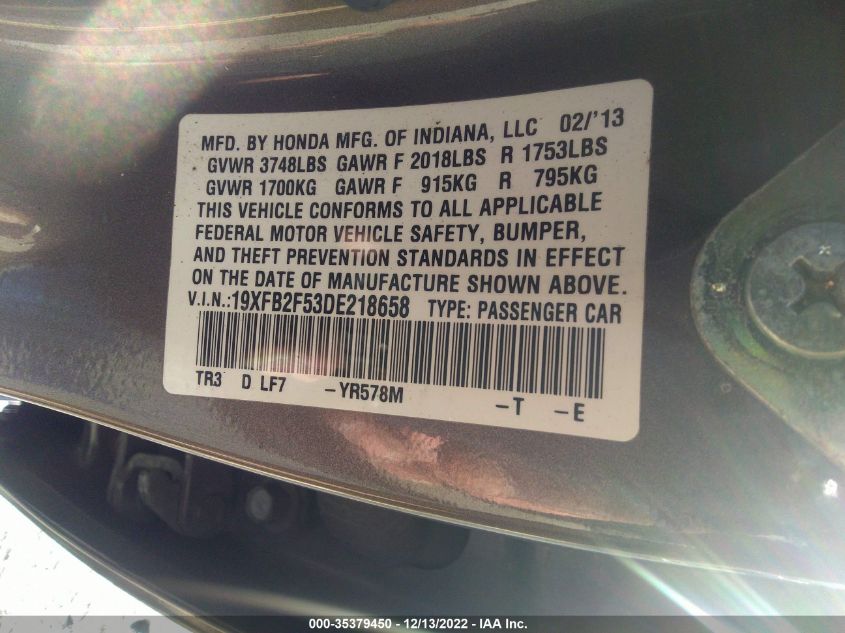 MFD. BY HONDA MFG. OF INDIANA, LLC 02/'13
GVWR 3748LBS GAWR F 2018LBS R 1753LBS
GVWR 1700KG GAWR F 915KG R 795KG
THIS VEHICLE CONFORMS TO ALL APPLICABLE
FEDERAL MOTOR VEHICLE SAFETY, BUMPER,
AND THEFT PREVENTION STANDARDS IN EFFECT
ON THE DATE OF MANUFACTURE SHOWN ABOVE.
V.I.N.:19XFB2F53DE218658 TYPE: PASSENGER CAR
TR3 D LF7 -YR578M -T -E
000-35379450 - 12/13/2022 - IAA Inc.